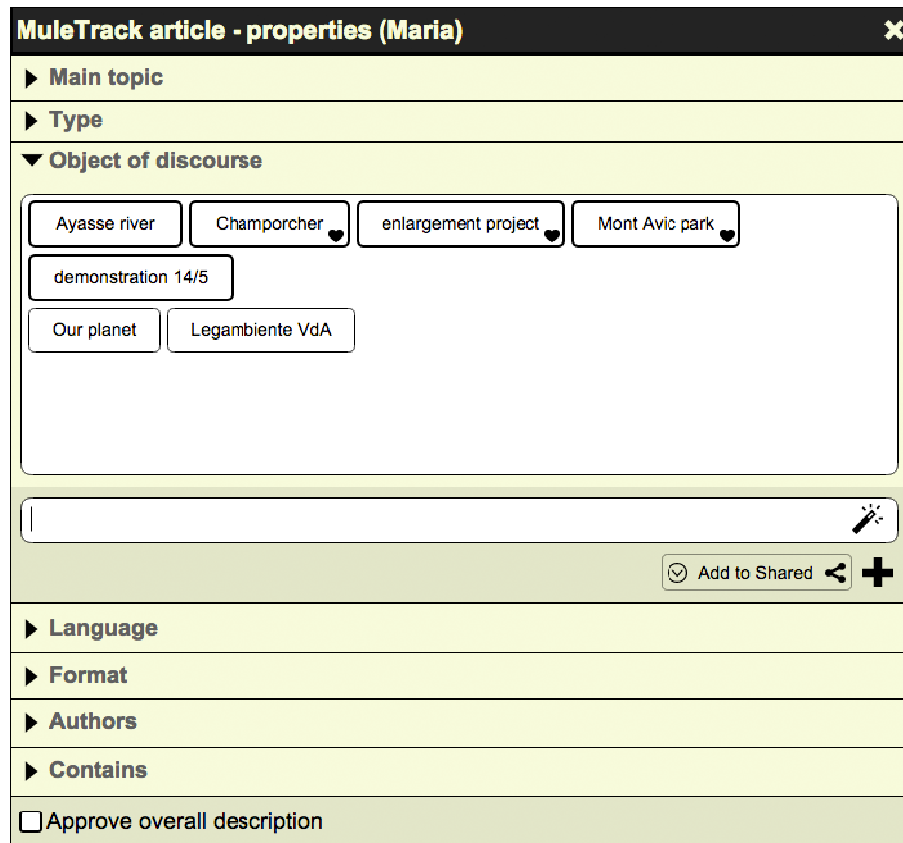 MuleTrack article - properties (Maria)
Main topic
Type
Object of discourse
Ayasse river Champorcher enlargement project Mont Avic park
demonstration 14/5
Our planet Legambiente VdA
Add to Shared
Language
Format
Authors
Contains
Approve overall description